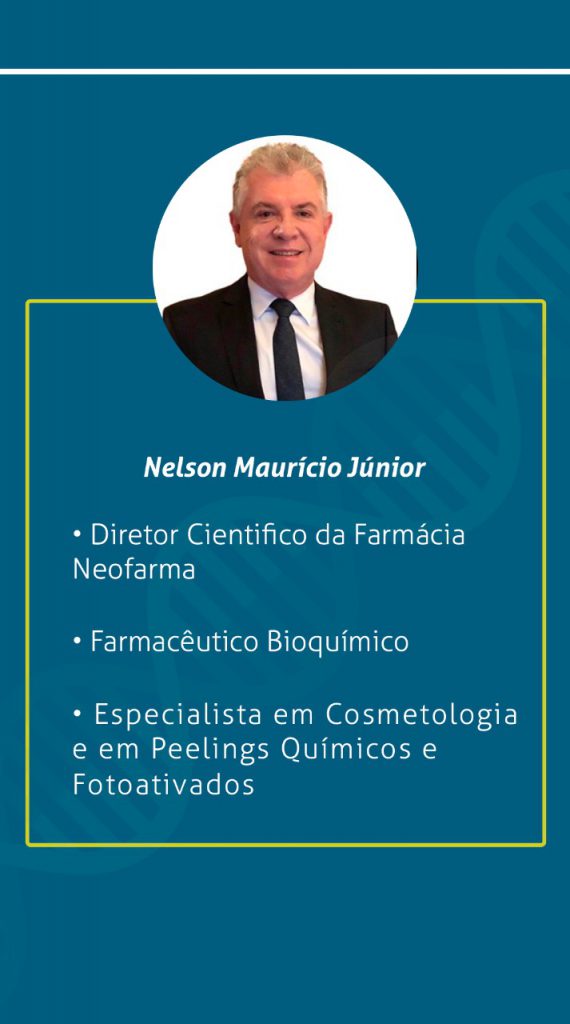 Nelson Maurício Júnior
• Diretor Cientifico da Farmácia
Neofarma
• Farmacêutico Bioquímico
• Especialista em Cosmetologia
e em Peelings Químicos e
Fotoativados